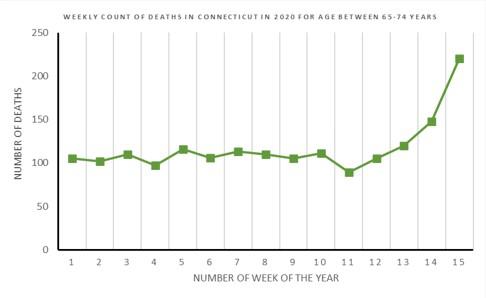 WEEKLY COUNT OF DEATHS IN CONNECTICUT IN 2020 FOR AGE BETWEEN 65-74 YEARS
250
200
150
100
50
0
NUMBER OF DEATHS
1 2 3 4 5 6 7 8 9 10 11 12 13 14 15
NUMBER OF WEEK OF THE YEAR